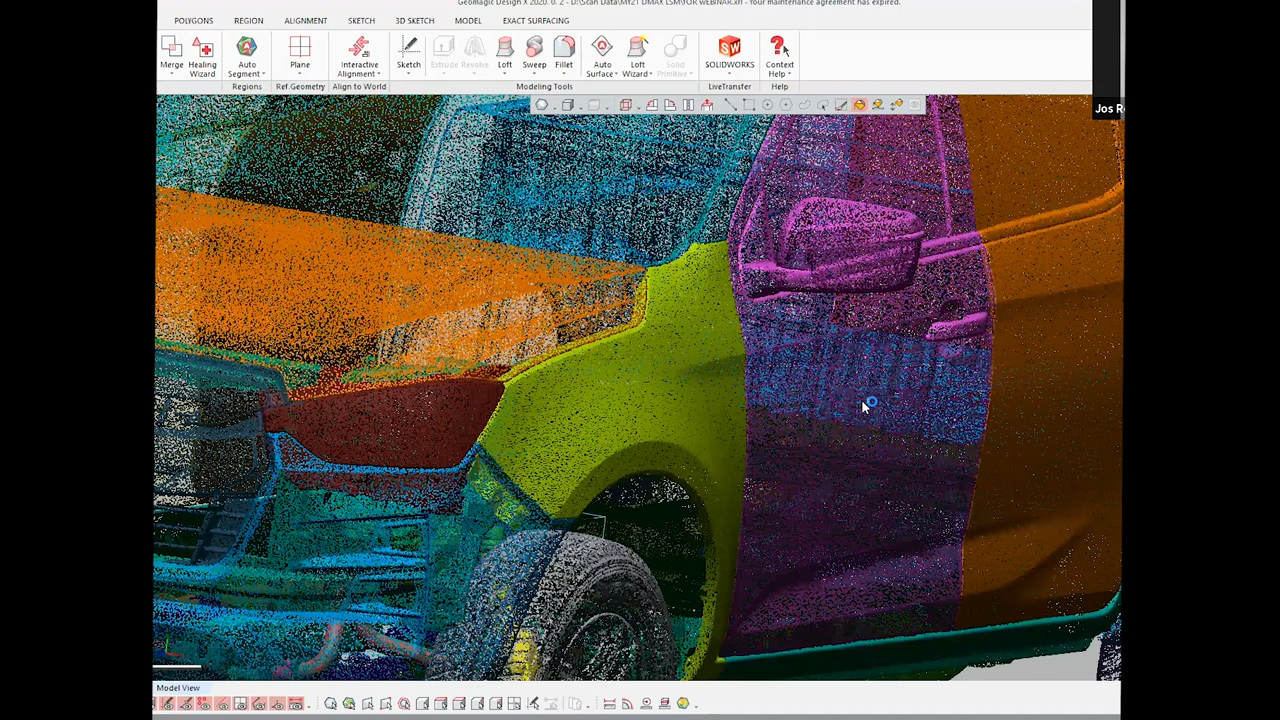 Geomagic Design X 2020. 0. 2 - D:\Scan Data\MY21 DMAX LSM\FOR WEBINAR.xrl - Your maintenance agreement has expired.
POLYGONS REGION ALIGNMENT SKETCH 3D SKETCH MODEL EXACT SURFACING
Merge Healing Wizard Auto Segment Plane Interactive Alignment Sketch Extrude Revolve Loft Sweep Fillet Auto Surface Loft Wizard Solid Primitive SOLIDWORKS Context Help
Regions Ref.Geometry Align to World Modeling Tools LiveTransfer Help
Jos R
Model View